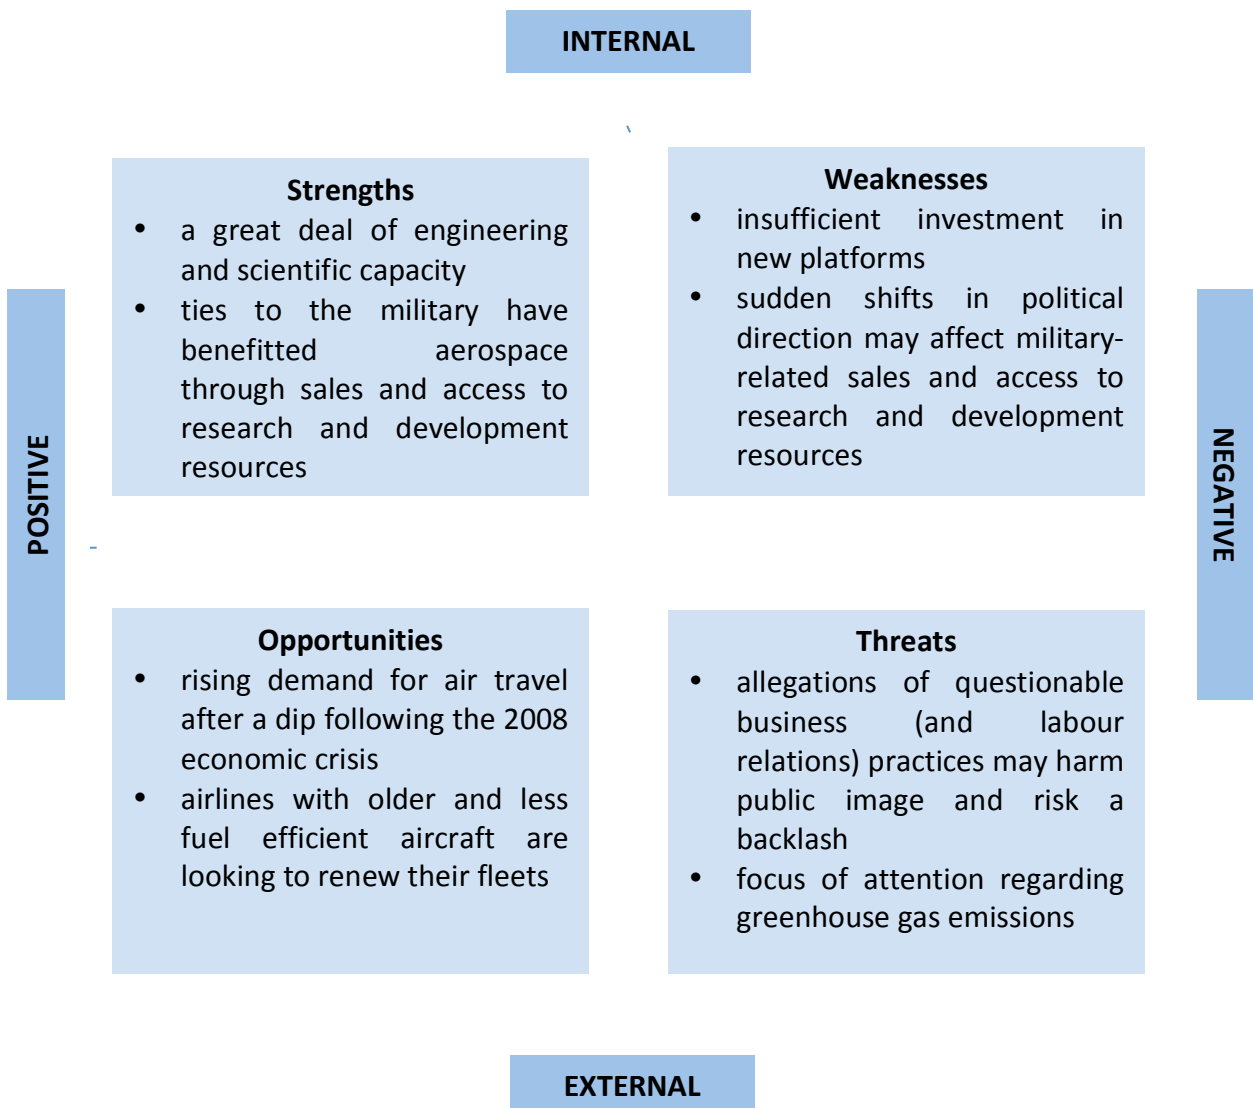 INTERNAL
Strengths
• a great deal of engineering
and scientific capacity
• ties to the military have
benefitted aerospace
through sales and access to
research and development
resources
Weaknesses
• insufficient investment in
new platforms
• sudden shifts in political
direction may affect military-
related sales and access to
research and development
resources
POSITIVE
NEGATIVE
Opportunities
• rising demand for air travel
after a dip following the 2008
economic crisis
• airlines with older and less
fuel efficient aircraft are
looking to renew their fleets
Threats
• allegations of questionable
business (and labour
relations) practices may harm
public image and risk a
backlash
• focus of attention regarding
greenhouse gas emissions
EXTERNAL